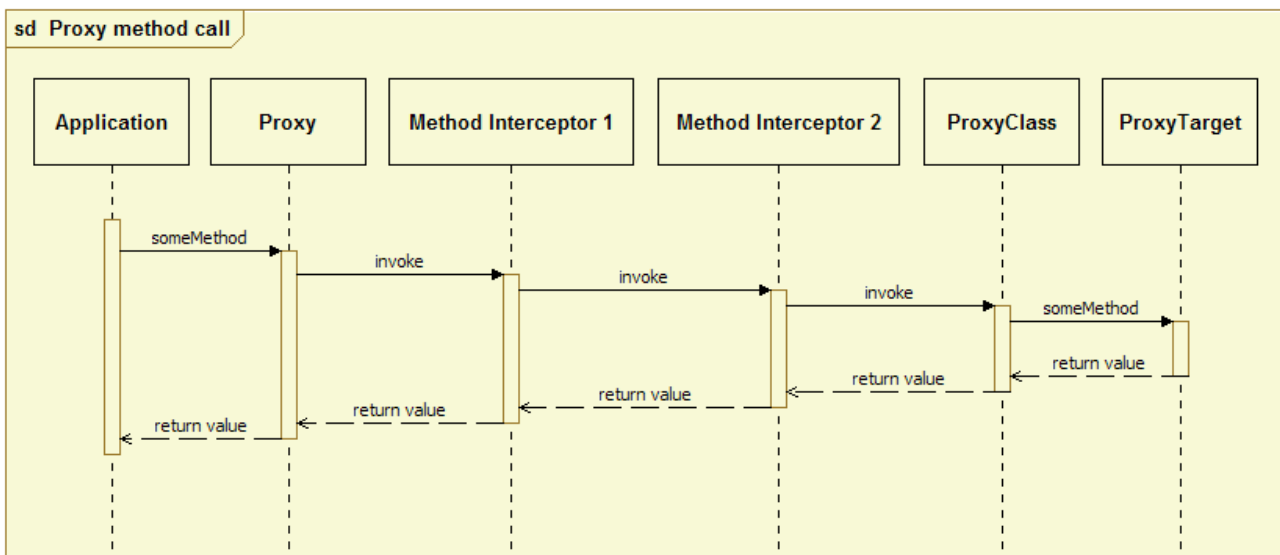 sd Proxy method call
Application
Proxy
Method Interceptor 1
Method Interceptor 2
ProxyClass
ProxyTarget
someMethod
invoke
invoke
invoke
someMethod
return value
return value
return value
return value
return value